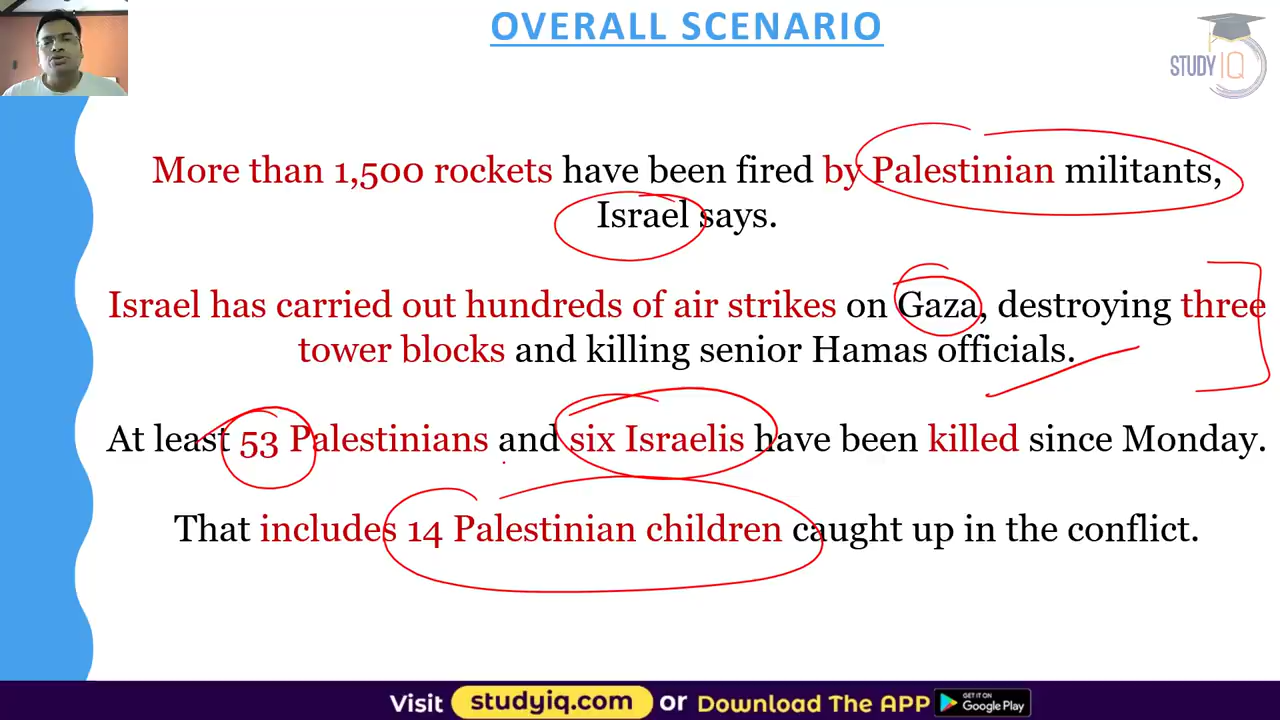 OVERALL SCENARIO
STUDY IQ
More than 1,500 rockets have been fired by Palestinian militants,
Israel says.
Israel has carried out hundreds of air strikes on Gaza, destroying three
tower blocks and killing senior Hamas officials.
At least 53 Palestinians and six Israelis have been killed since Monday.
That includes 14 Palestinian children caught up in the conflict.
Visit studyiq.com or Download The APP GET IT ON
Google Play